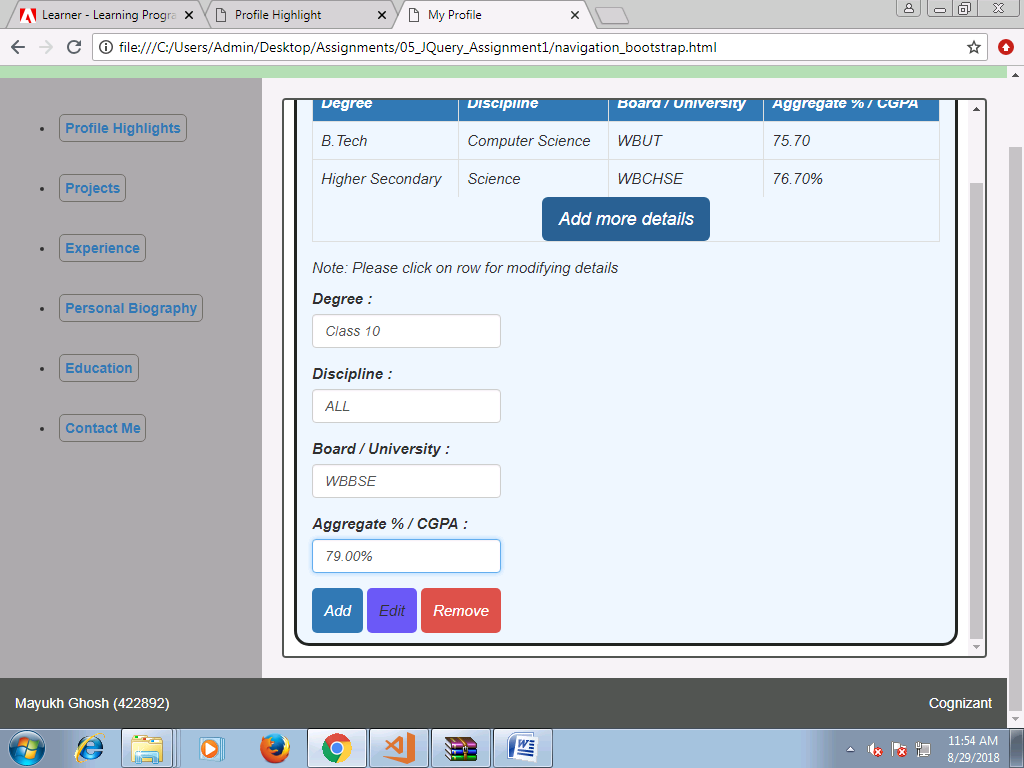 Learner - Learning Progra
Profile Highlight
My Profile
file:///C:/Users/Admin/Desktop/Assignments/05_JQuery_Assignment1/navigation_bootstrap.html
Profile Highlights
Projects
Experience
Personal Biography
Education
Contact Me
Degree Discipline Board / University Aggregate % / CGPA
B.Tech Computer Science WBUT 75.70
Higher Secondary Science WBCHSE 76.70%
Add more details
Note: Please click on row for modifying details
Degree :
Class 10
Discipline :
ALL
Board / University :
WBBSE
Aggregate % / CGPA :
79.00%
Add Edit Remove
Mayukh Ghosh (422892) Cognizant
11:54 AM
8/29/2018